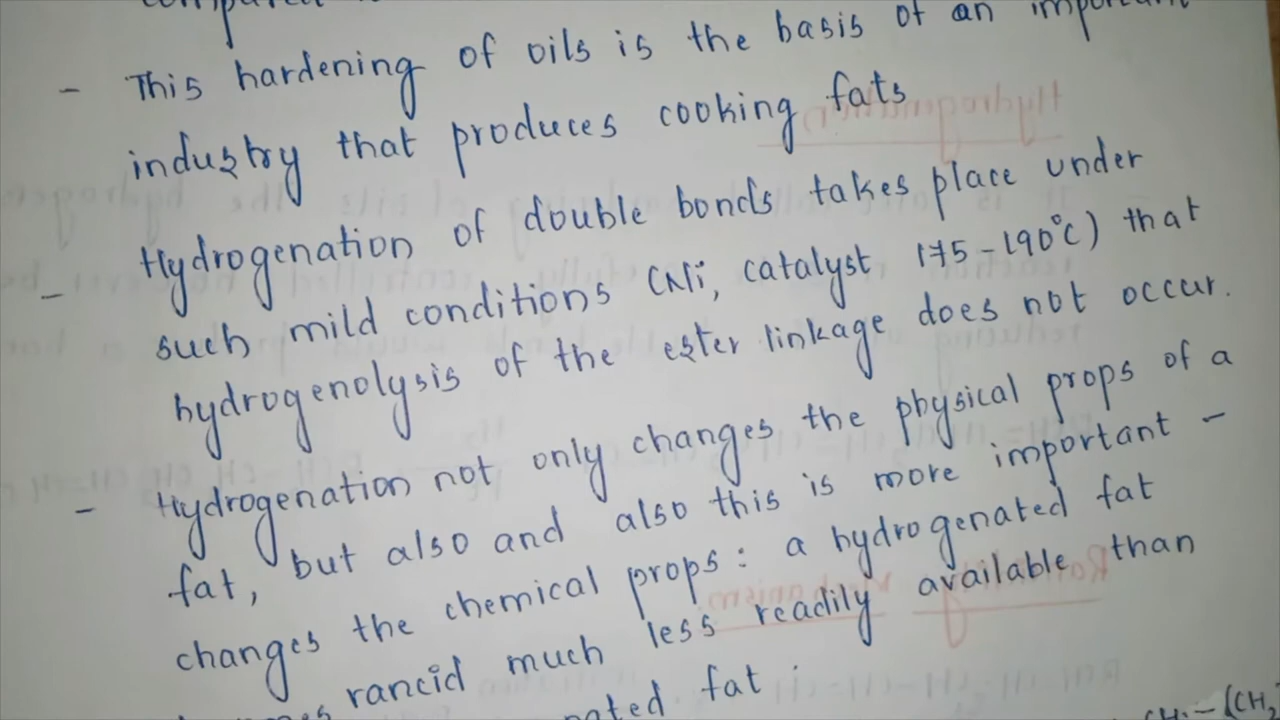 - This hardening of oils is the basis of an important
industry that produces cooking fats
- Hydrogenation of double bonds takes place under
such mild conditions (Ni, catalyst 175-190°C) that
hydrogenolysis of the ester linkage does not occur.
- Hydrogenation not only changes the physical props of a
fat, but also and also this is more important -
changes the chemical props: a hydrogenated fat
rancid much less readily available than
fat.
CH2-(CH2